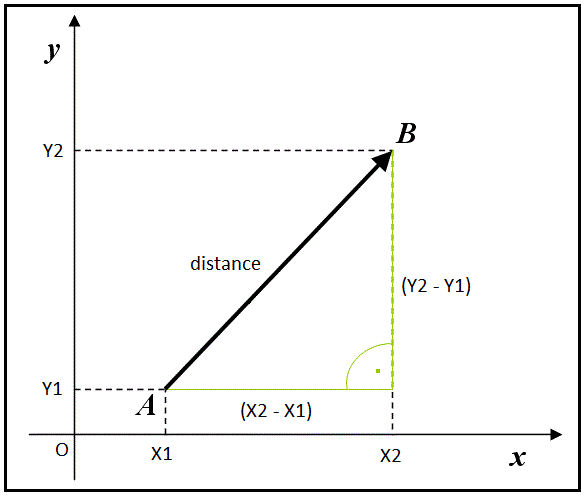 y
Y2
B
distance
(Y2 - Y1)
Y1
A
(X2 - X1)
O
X1
X2
x